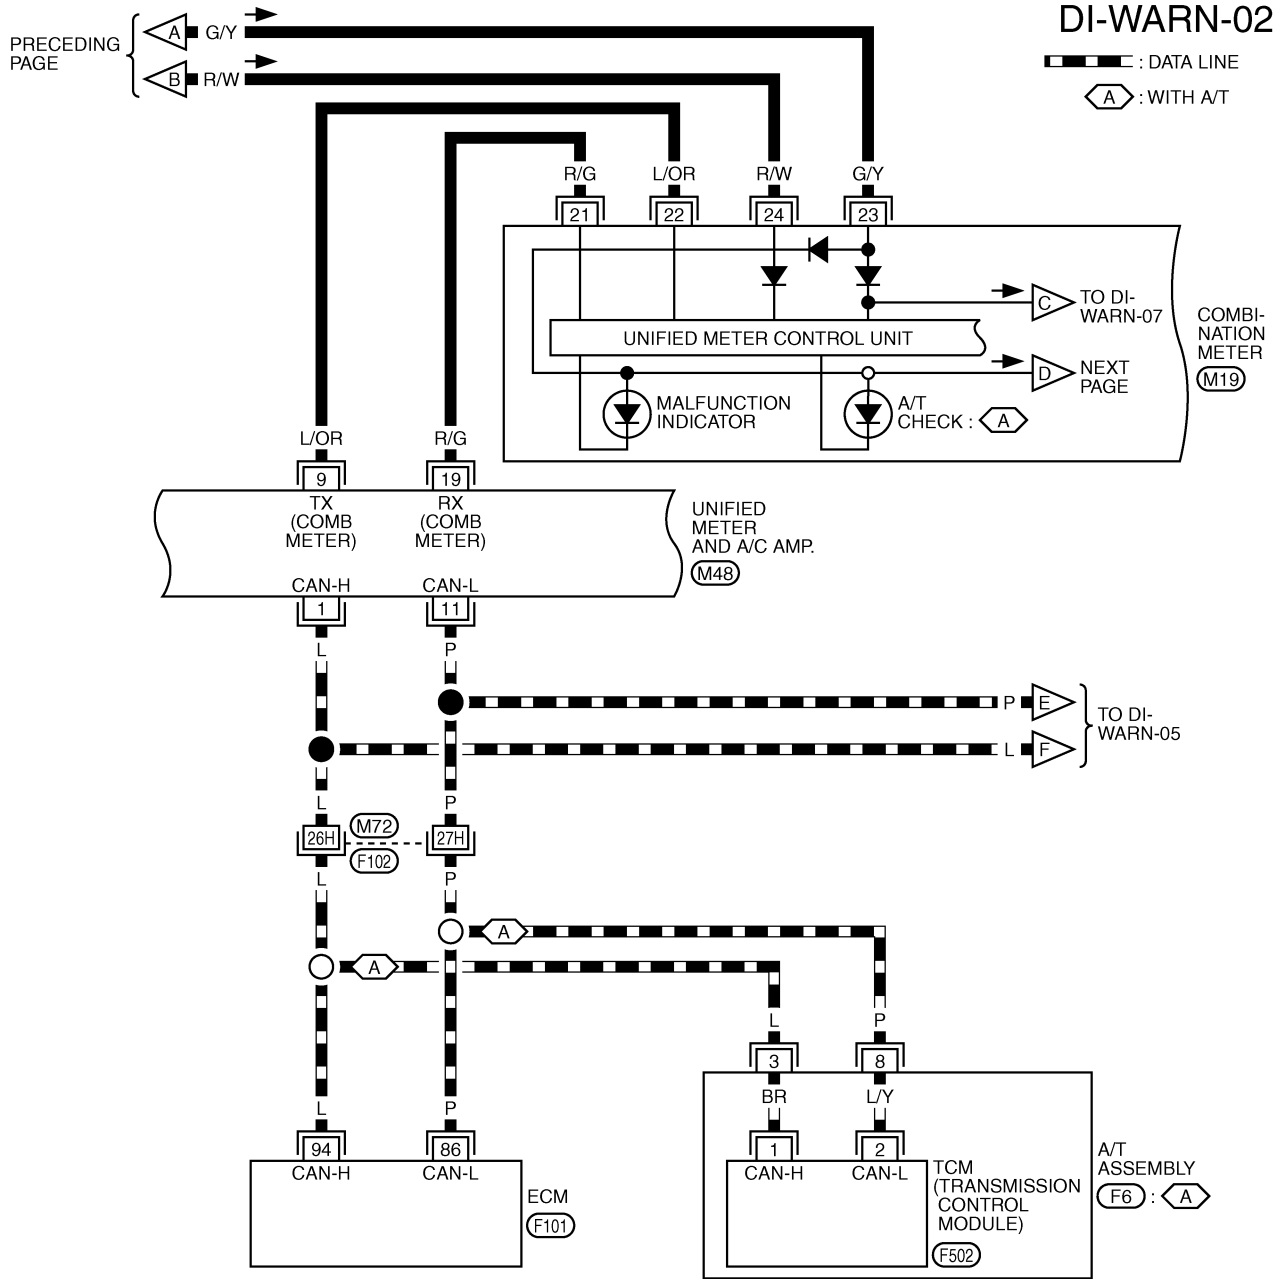 DI-WARN-02
: DATA LINE
A : WITH A/T
PRECEDING
PAGE
A G/Y
B R/W
R/G L/OR R/W G/Y
21 22 24 23
C TO DI-
WARN-07
UNIFIED METER CONTROL UNIT
D NEXT
PAGE
MALFUNCTION
INDICATOR
A/T
CHECK : A
COMBI-
NATION
METER
M19
L/OR R/G
9 19
TX
(COMB
METER)
RX
(COMB
METER)
UNIFIED
METER
AND A/C AMP.
M48
CAN-H CAN-L
1 11
L P
P E
L F
TO DI-
WARN-05
L P
26H M72 27H
F102
L P
A
A
L P
3 8
BR L/Y
L P
94 86
CAN-H CAN-L
ECM
F101
1 2
CAN-H CAN-L
TCM
(TRANSMISSION
CONTROL
MODULE)
F502
A/T
ASSEMBLY
F6 : A